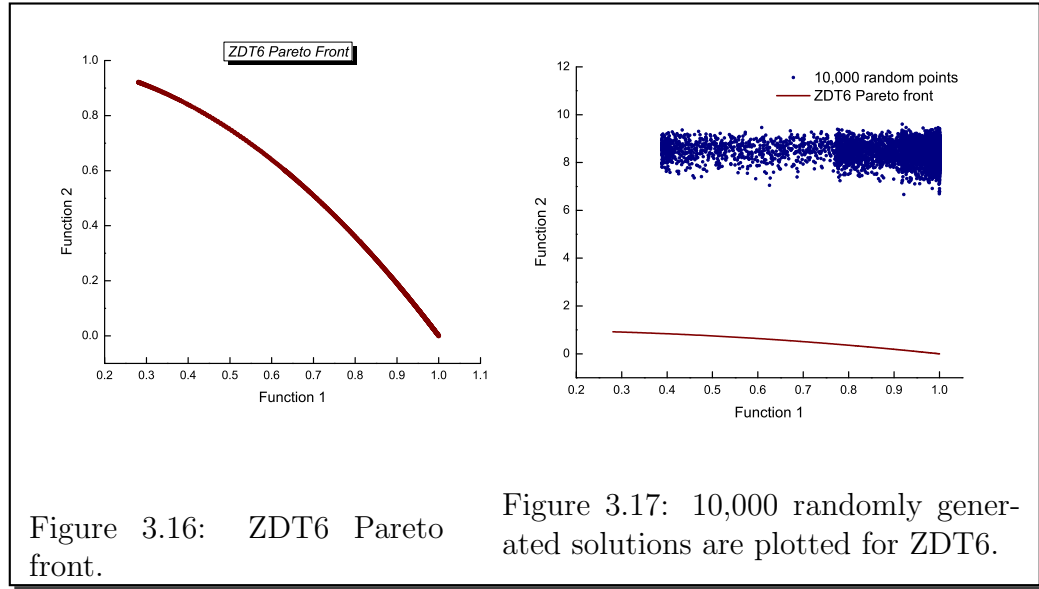 ZDT6 Pareto Front
1.0
0.8
0.6
0.4
0.2
0.0
Function 2
0.2 0.3 0.4 0.5 0.6 0.7 0.8 0.9 1.0 1.1
Function 1
10,000 random points
ZDT6 Pareto front
12
10
8
6
4
2
0
Function 2
0.2 0.3 0.4 0.5 0.6 0.7 0.8 0.9 1.0
Function 1
Figure 3.16: ZDT6 Pareto
front.
Figure 3.17: 10,000 randomly gener-
ated solutions are plotted for ZDT6.